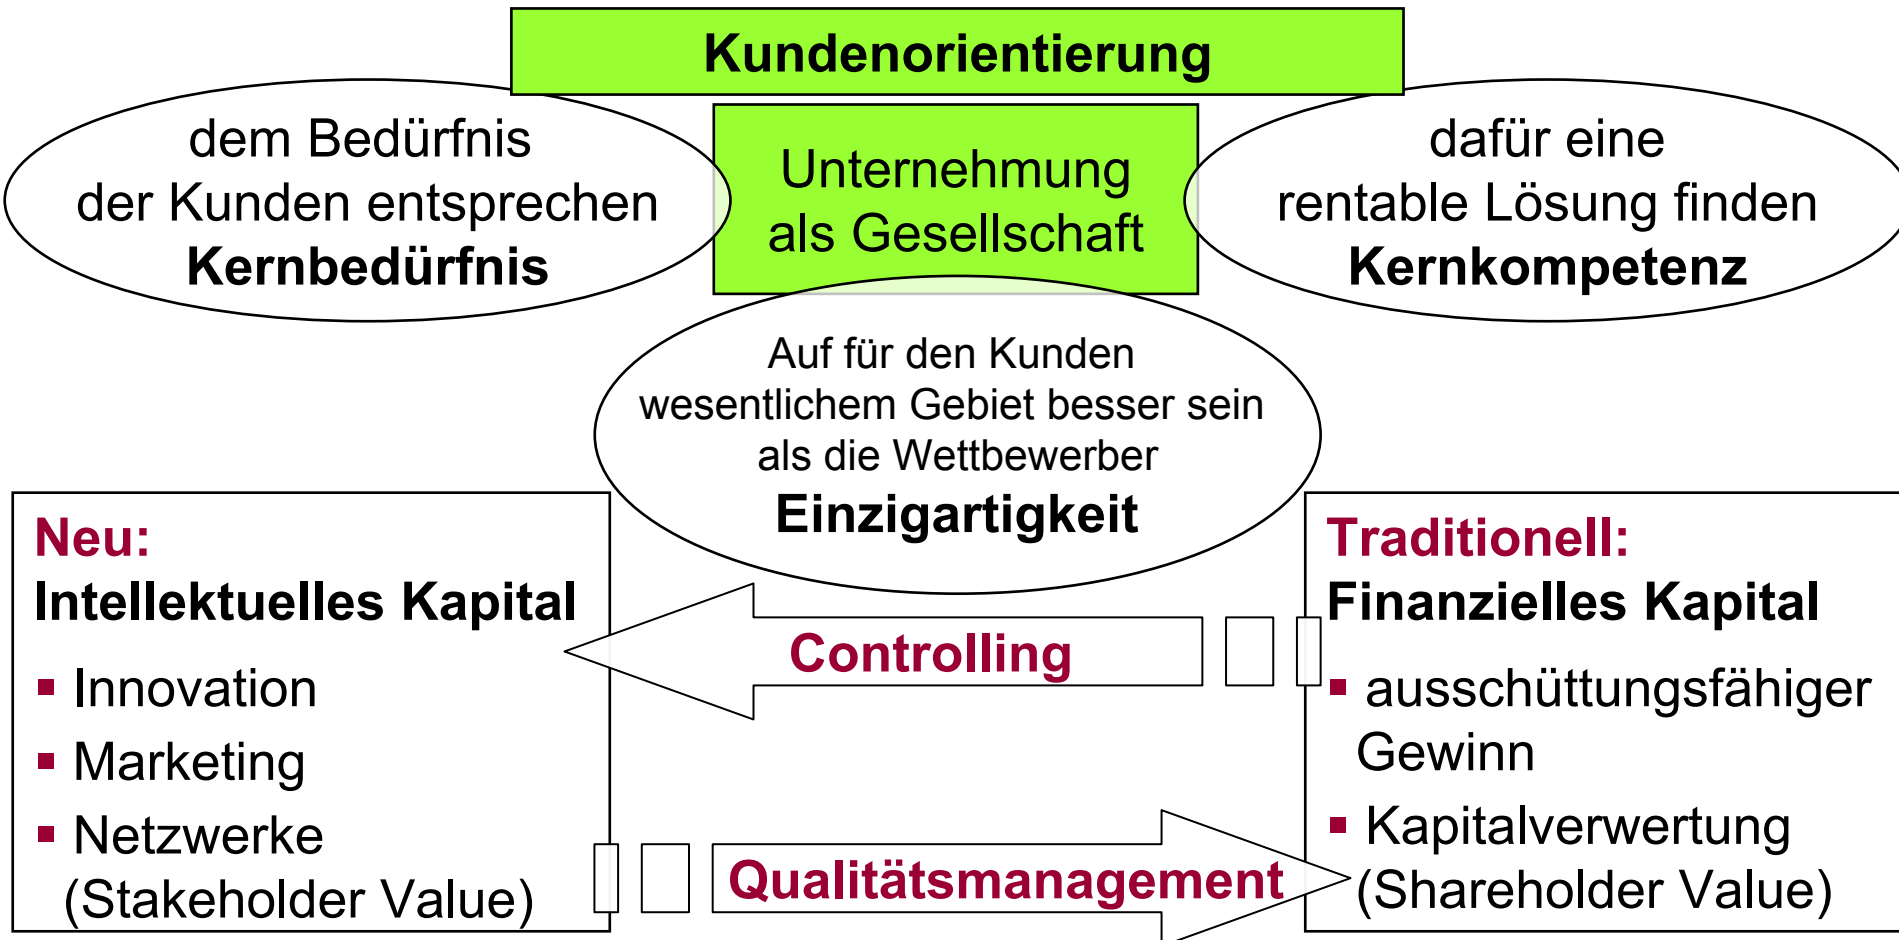 Kundenorientierung
dem Bedürfnis
der Kunden entsprechen
Kernbedürfnis
Unternehmung
als Gesellschaft
dafür eine
rentable Lösung finden
Kernkompetenz
Auf für den Kunden
wesentlichem Gebiet besser sein
als die Wettbewerber
Einzigartigkeit
Neu:
Intellektuelles Kapital
▪ Innovation
▪ Marketing
▪ Netzwerke
(Stakeholder Value)
Controlling
Qualitätsmanagement
Traditionell:
Finanzielles Kapital
▪ ausschüttungsfähiger
Gewinn
▪ Kapitalverwertung
(Shareholder Value)